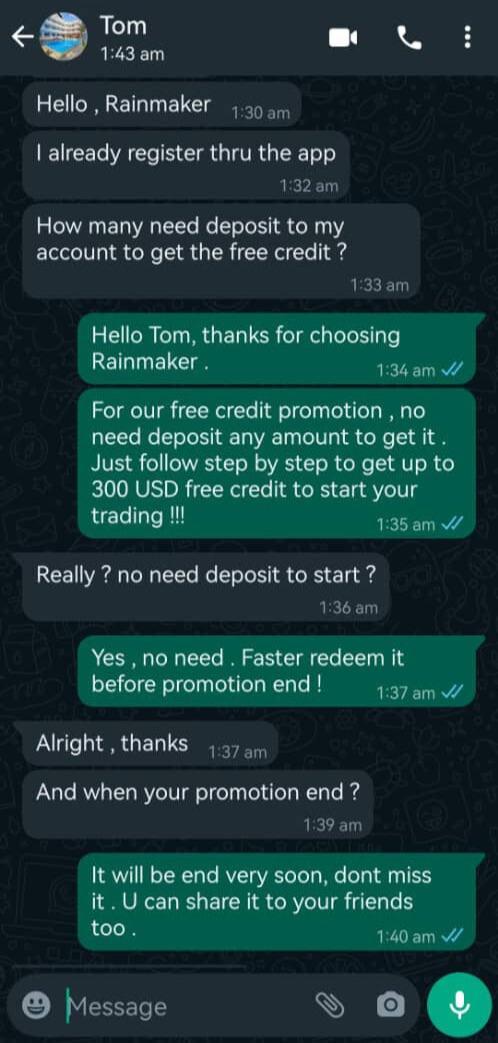 Tom
1:43 am
Hello , Rainmaker 1:30 am
I already register thru the app
1:32 am
How many need deposit to my
account to get the free credit ?
1:33 am
Hello Tom, thanks for choosing
Rainmaker .
1:34 am
For our free credit promotion , no
need deposit any amount to get it .
Just follow step by step to get up to
300 USD free credit to start your
trading !!!
1:35 am
Really ? no need deposit to start ?
1:36 am
Yes , no need . Faster redeem it
before promotion end !
1:37 am
Alright , thanks 1:37 am
And when your promotion end ?
1:39 am
It will be end very soon, dont miss
it . U can share it to your friends
too .
1:40 am
Message